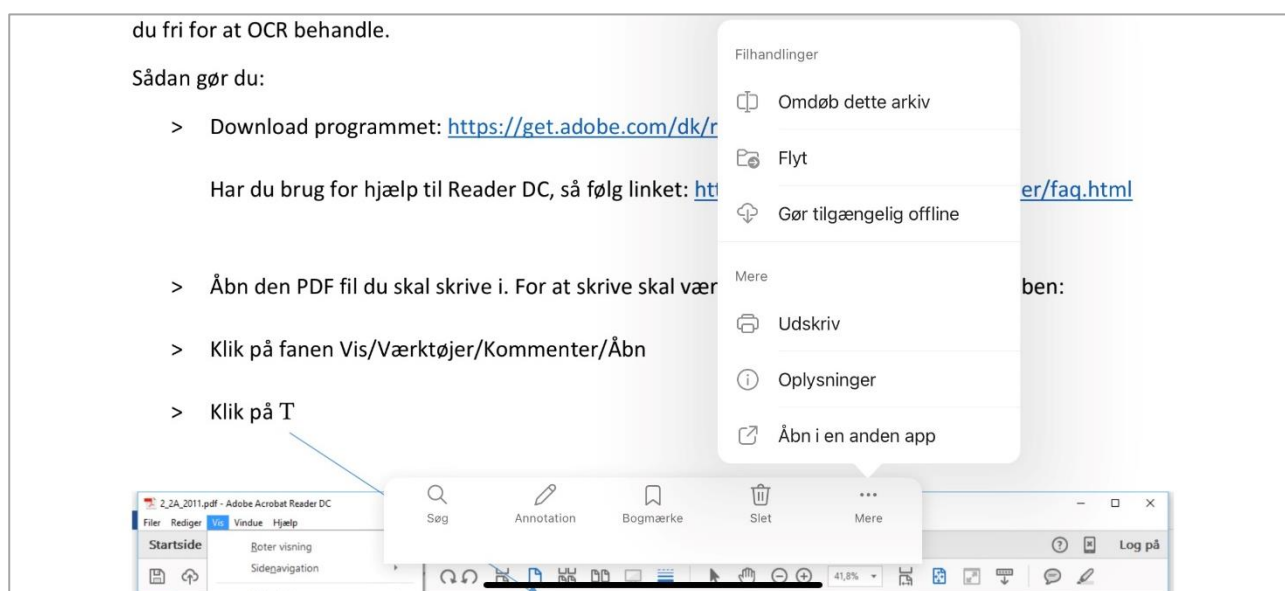 du fri for at OCR behandle.
Sådan gør du:
> Download programmet: https://get.adobe.com/dk/r
Har du brug for hjælp til Reader DC, så følg linket: htt er/faq.html
> Åbn den PDF fil du skal skrive i. For at skrive skal vær ben:
> Klik på fanen Vis/Værktøjer/Kommenter/Åbn
> Klik på T
Filhandlinger
Omdøb dette arkiv
Flyt
Gør tilgængelig offline
Mere
Udskriv
Oplysninger
Åbn i en anden app
Søg Annotation Bogmærke Slet Mere
2_2A_2011.pdf - Adobe Acrobat Reader DC
Filer Rediger Vis Vindue Hjælp
Startside Log på
Roter visning
Sidenavigation
41,8%